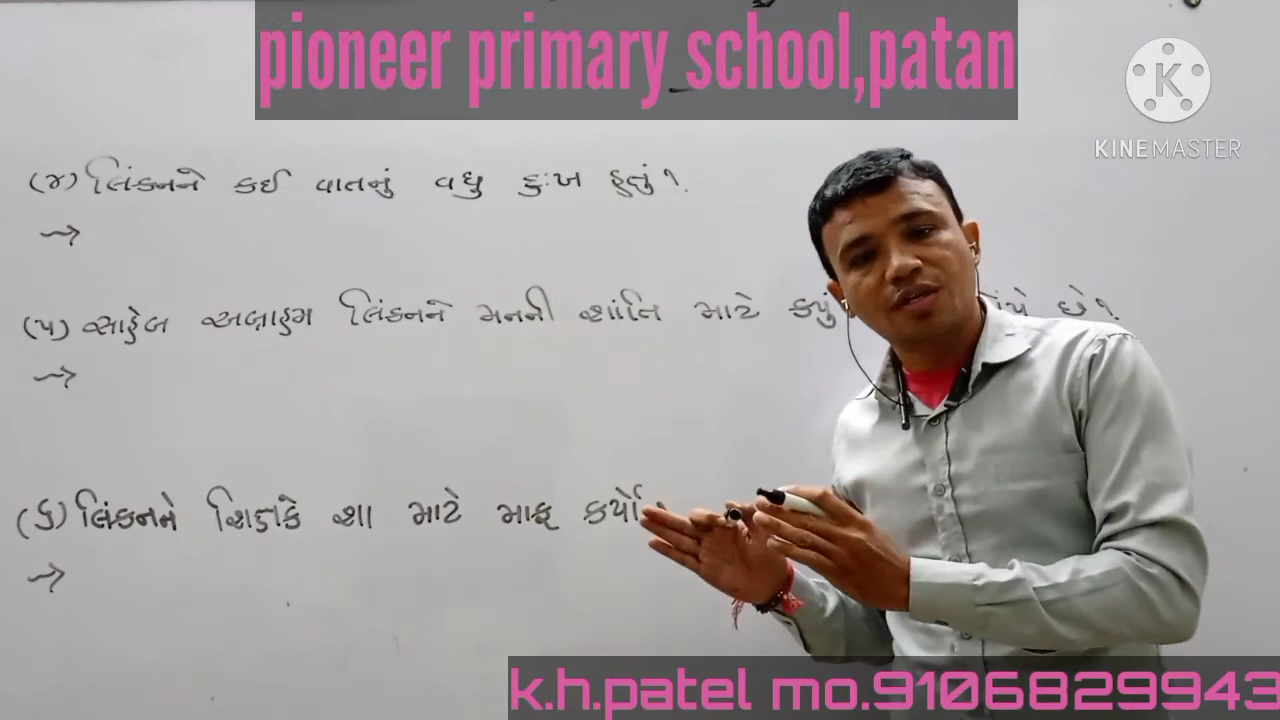 pioneer primary school,patan
KINEMASTER
(૪) લિંકનને કઈ વાતનું વધુ દુઃખ હતું ?
→
(૫) સાહેબ અબ્રાહમ લિંકનને મનની શાંતિ માટે કયું છે ?
→
(૬) લિંકનને શિક્ષકે શા માટે માફ કર્યો ?
→
k.h.patel mo.9106829943